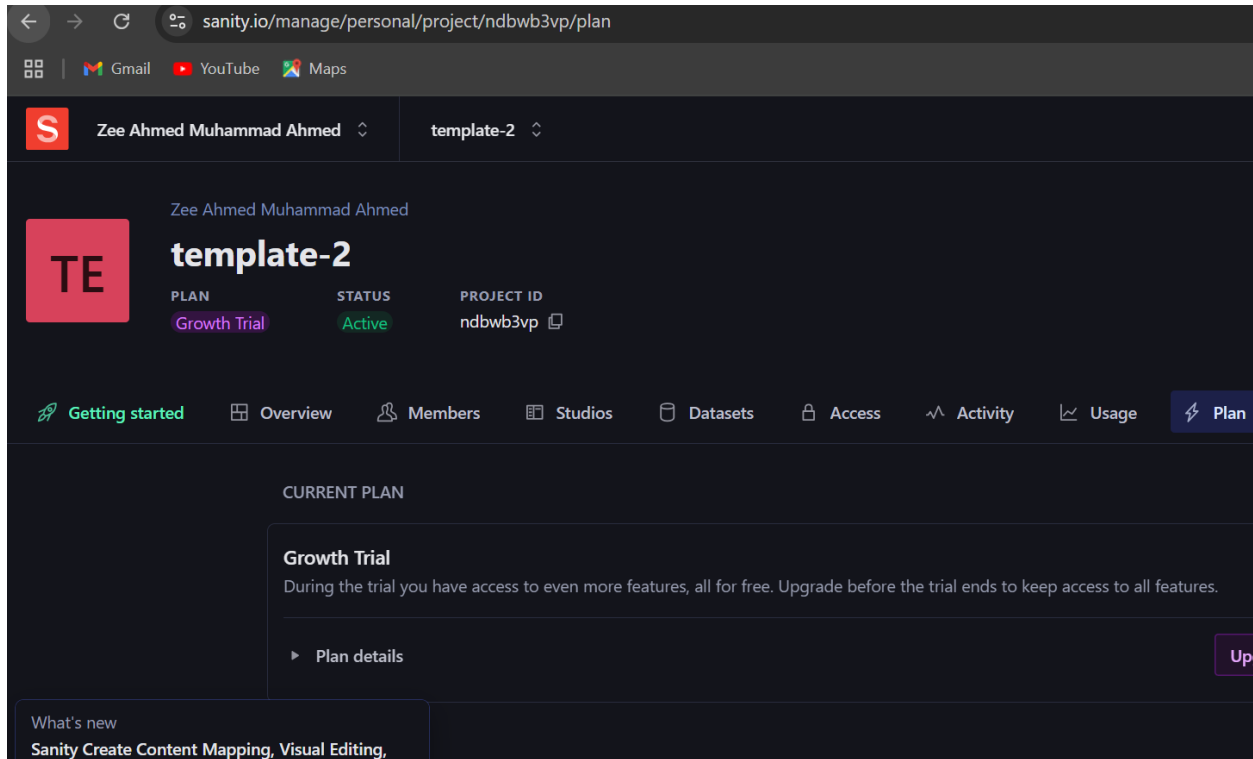 sanity.io/manage/personal/project/ndbwb3vp/plan
Gmail YouTube Maps
S Zee Ahmed Muhammad Ahmed template-2
Zee Ahmed Muhammad Ahmed
TE
template-2
PLAN STATUS PROJECT ID
Growth Trial Active ndbwb3vp
Getting started Overview Members Studios Datasets Access Activity Usage Plan
CURRENT PLAN
Growth Trial
During the trial you have access to even more features, all for free. Upgrade before the trial ends to keep access to all features.
Plan details
What's new
Sanity Create Content Mapping, Visual Editing,